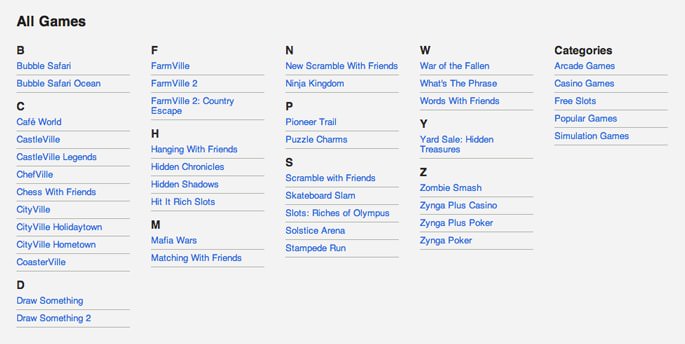 All Games
B
Bubble Safari
Bubble Safari Ocean
C
Café World
CastleVille
CastleVille Legends
ChefVille
Chess With Friends
CityVille
CityVille Holidaytown
CityVille Hometown
CoasterVille
D
Draw Something
Draw Something 2
F
FarmVille
FarmVille 2
FarmVille 2: Country
Escape
H
Hanging With Friends
Hidden Chronicles
Hidden Shadows
Hit It Rich Slots
M
Mafia Wars
Matching With Friends
N
New Scramble With Friends
Ninja Kingdom
P
Pioneer Trail
Puzzle Charms
S
Scramble with Friends
Skateboard Slam
Slots: Riches of Olympus
Solstice Arena
Stampede Run
W
War of the Fallen
What's The Phrase
Words With Friends
Y
Yard Sale: Hidden
Treasures
Z
Zombie Smash
Zynga Plus Casino
Zynga Plus Poker
Zynga Poker
Categories
Arcade Games
Casino Games
Free Slots
Popular Games
Simulation Games